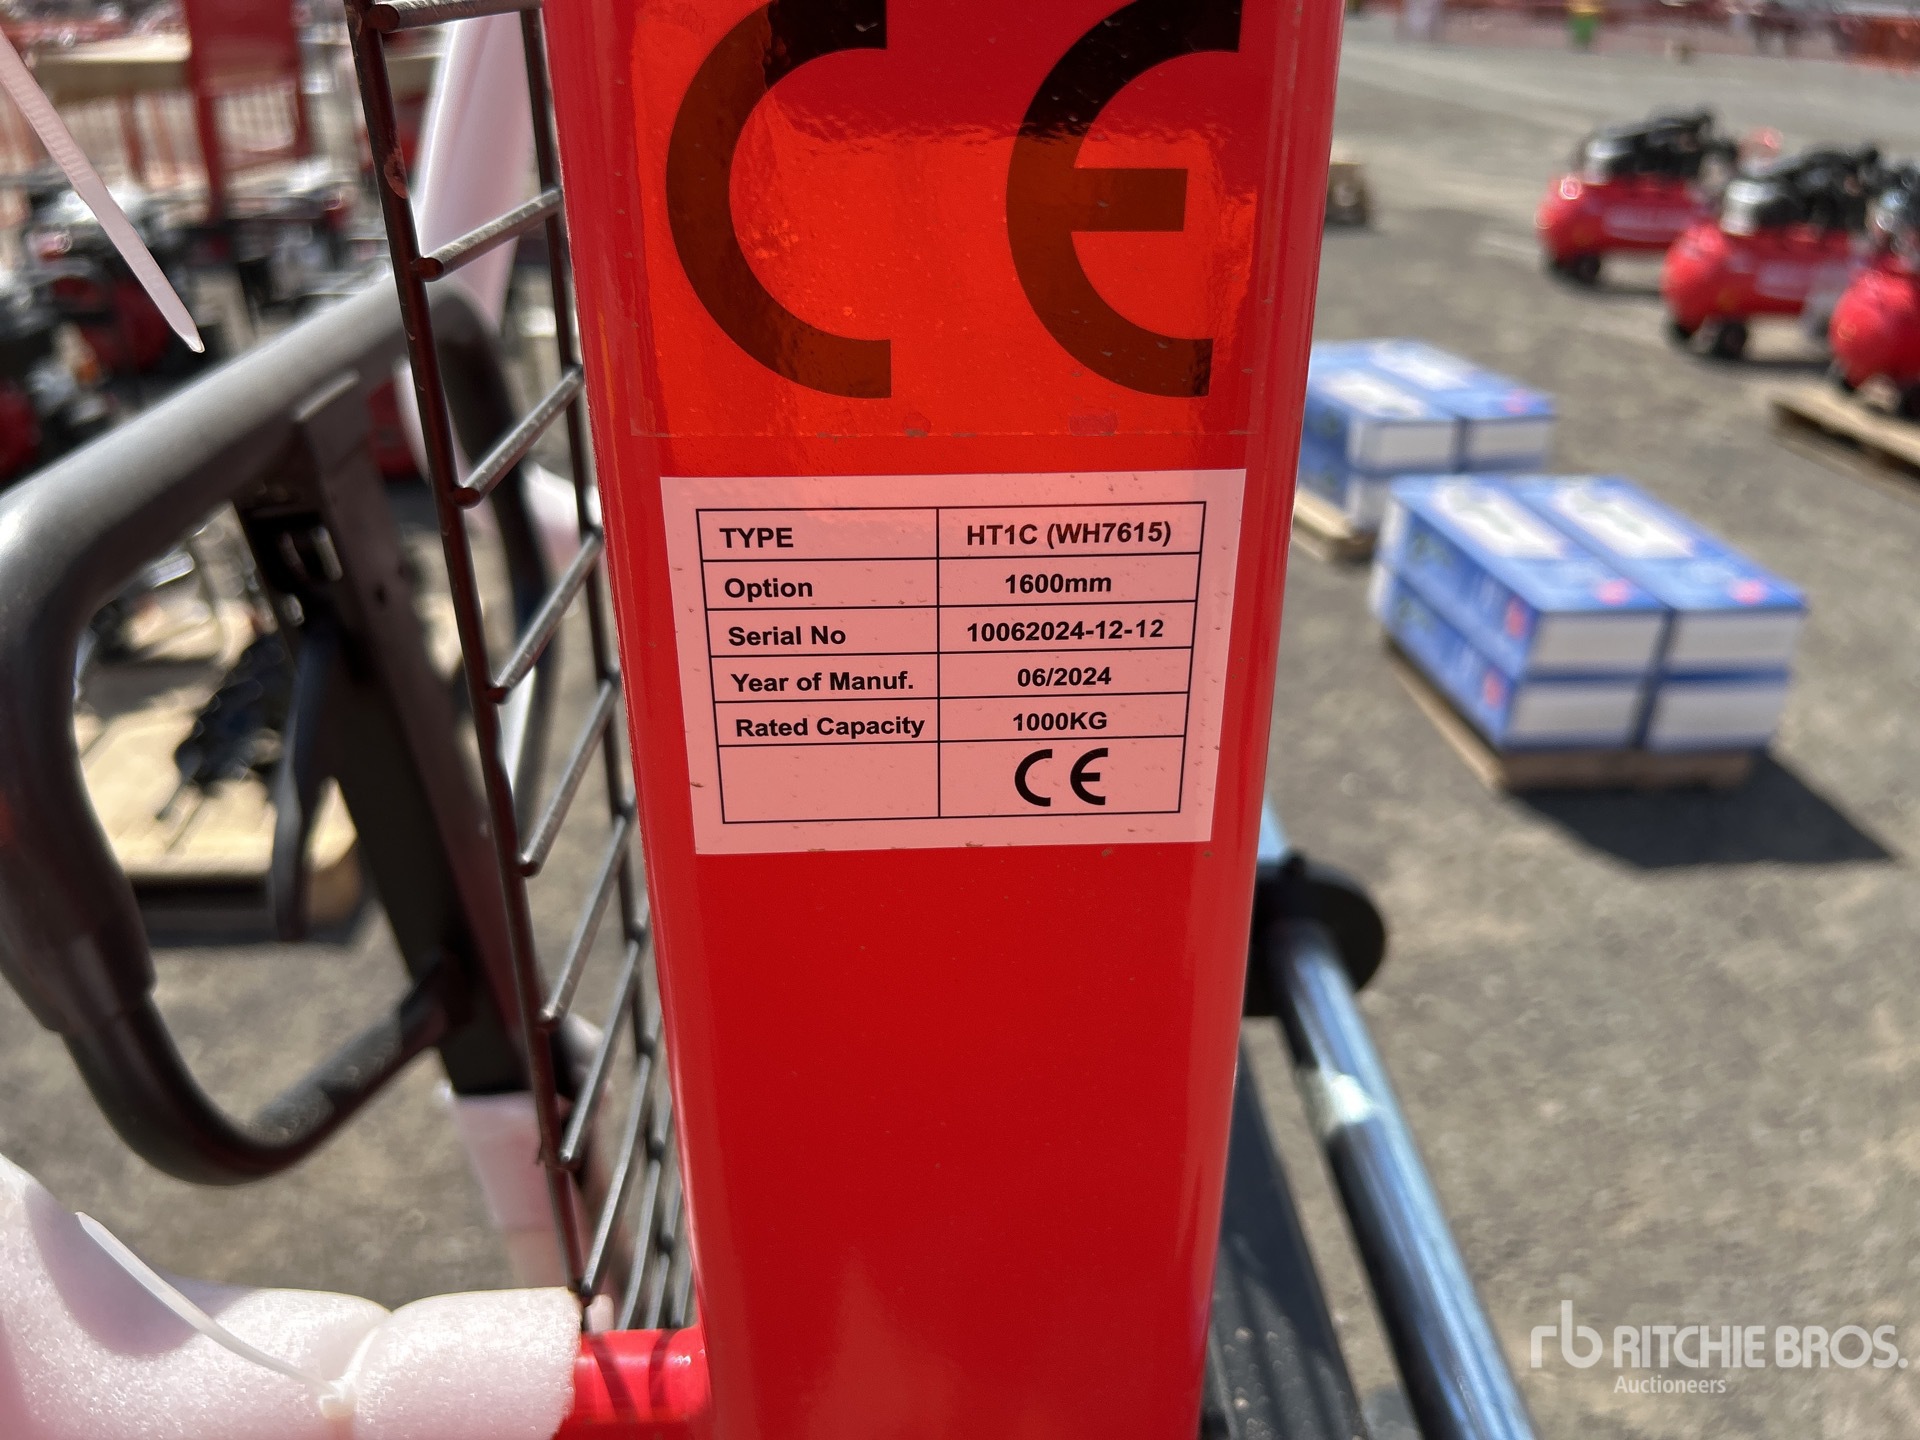 CE
TYPE HT1C (WH7615)
Option 1600mm
Serial No 10062024-12-12
Year of Manuf. 06/2024
Rated Capacity 1000KG
CE
rb RITCHIE BROS.
Auctioneers